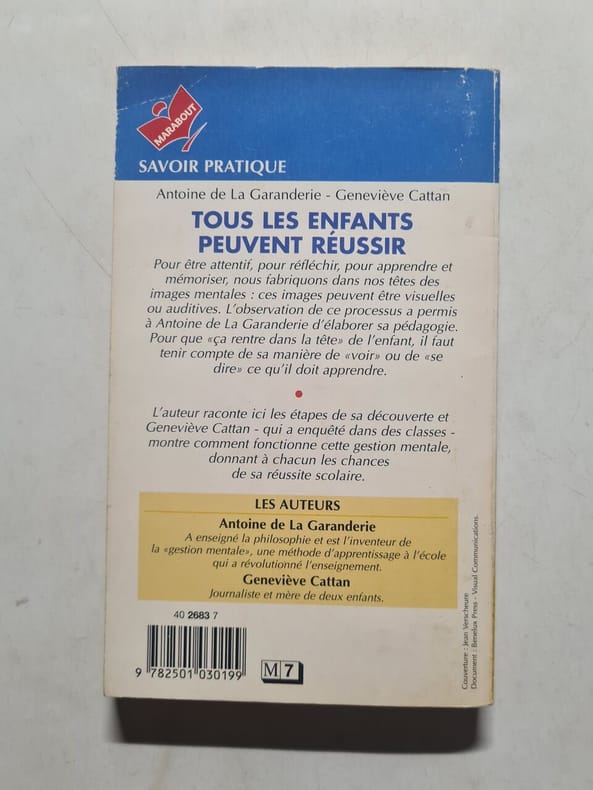 MARABOUT
SAVOIR PRATIQUE
Antoine de La Garanderie - Geneviève Cattan
TOUS LES ENFANTS
PEUVENT RÉUSSIR
Pour être attentif, pour réfléchir, pour apprendre et
mémoriser, nous fabriquons dans nos têtes des
images mentales : ces images peuvent être visuelles
ou auditives. L'observation de ce processus a permis
à Antoine de La Garanderie d'élaborer sa pédagogie.
Pour que «ça rentre dans la tête» de l'enfant, il faut
tenir compte de sa manière de «voir» ou de «se
dire» ce qu'il doit apprendre.
L'auteur raconte ici les étapes de sa découverte et
Geneviève Cattan - qui a enquêté dans des classes -
montre comment fonctionne cette gestion mentale,
donnant à chacun les chances
de sa réussite scolaire.
LES AUTEURS
Antoine de La Garanderie
A enseigné la philosophie et est l'inventeur de
la «gestion mentale», une méthode d'apprentissage à l'école
qui a révolutionné l'enseignement.
Geneviève Cattan
Journaliste et mère de deux enfants.
40 2683 7
9 782501 030199
M 7
Couverture : Jean Verscheure
Document : Benelux Press - Visual Communications.